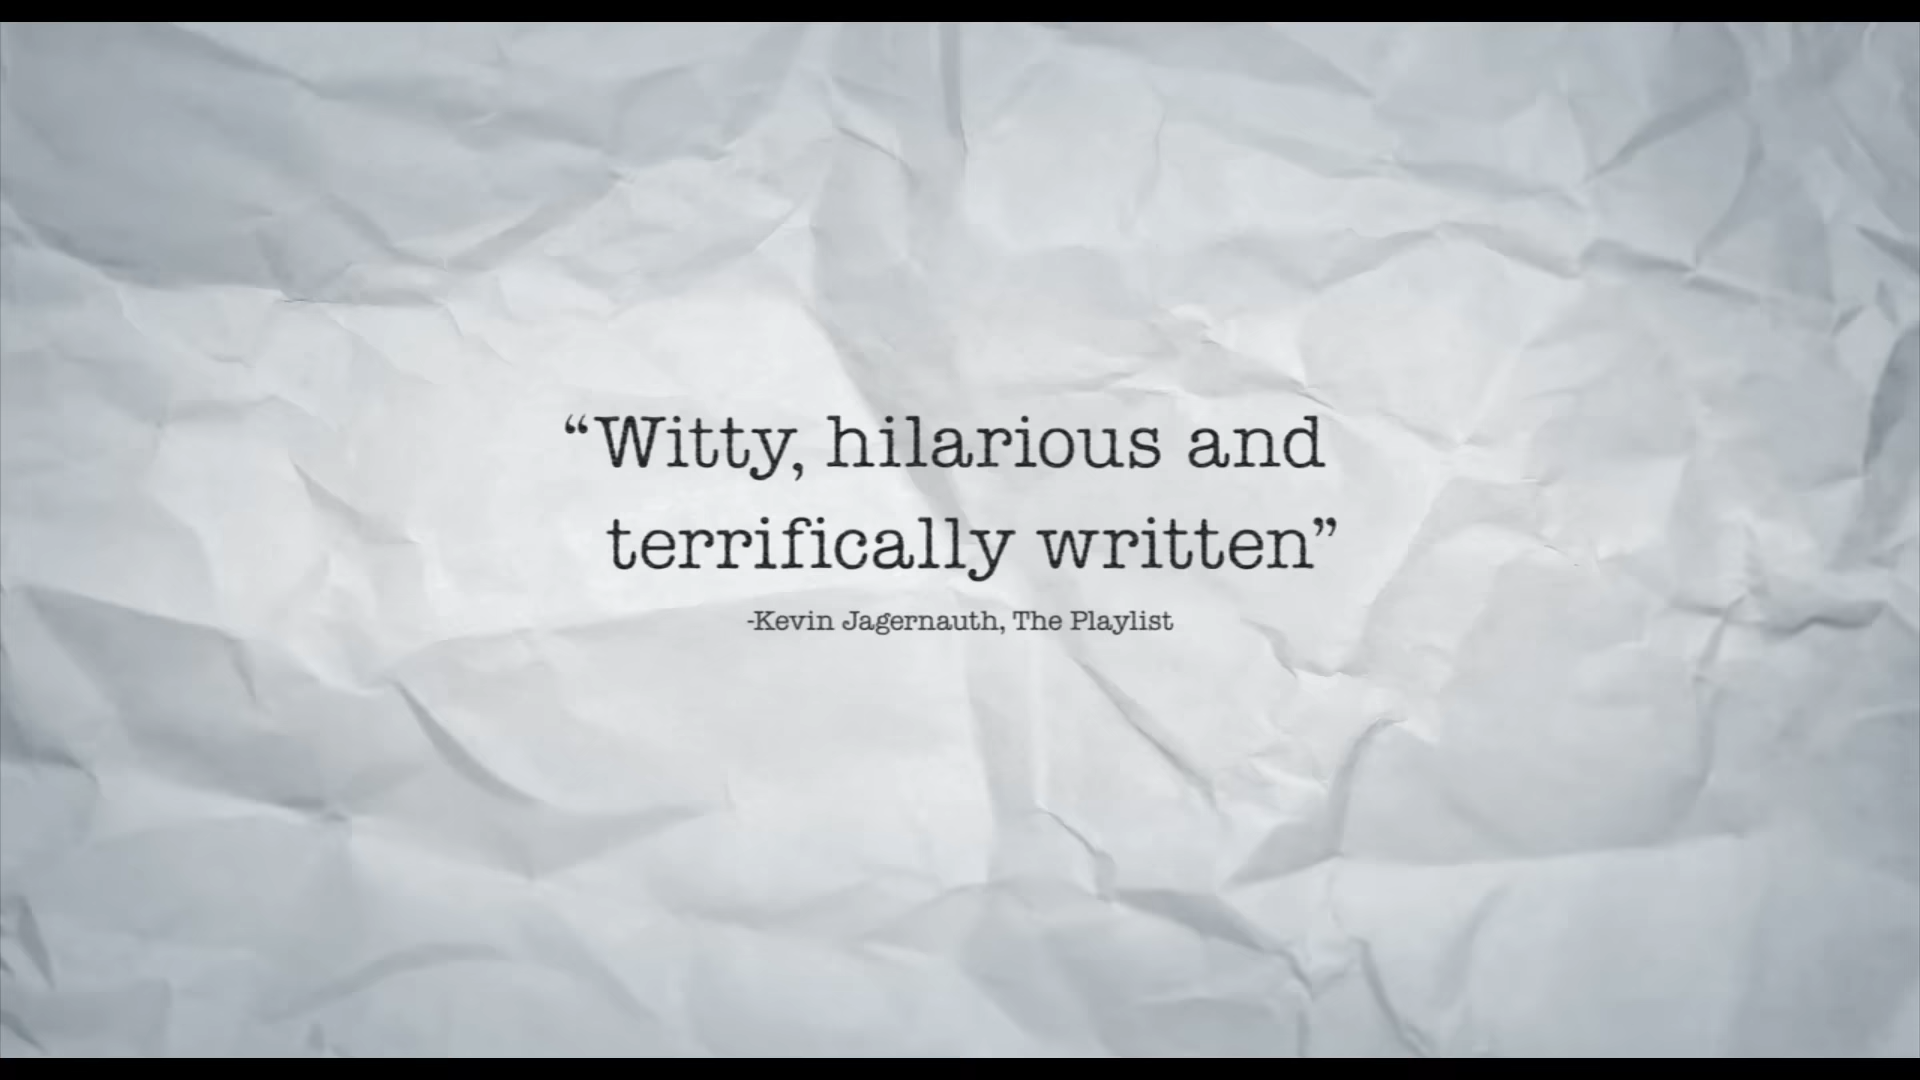 “Witty, hilarious and
terrifically written”
-Kevin Jagernauth, The Playlist